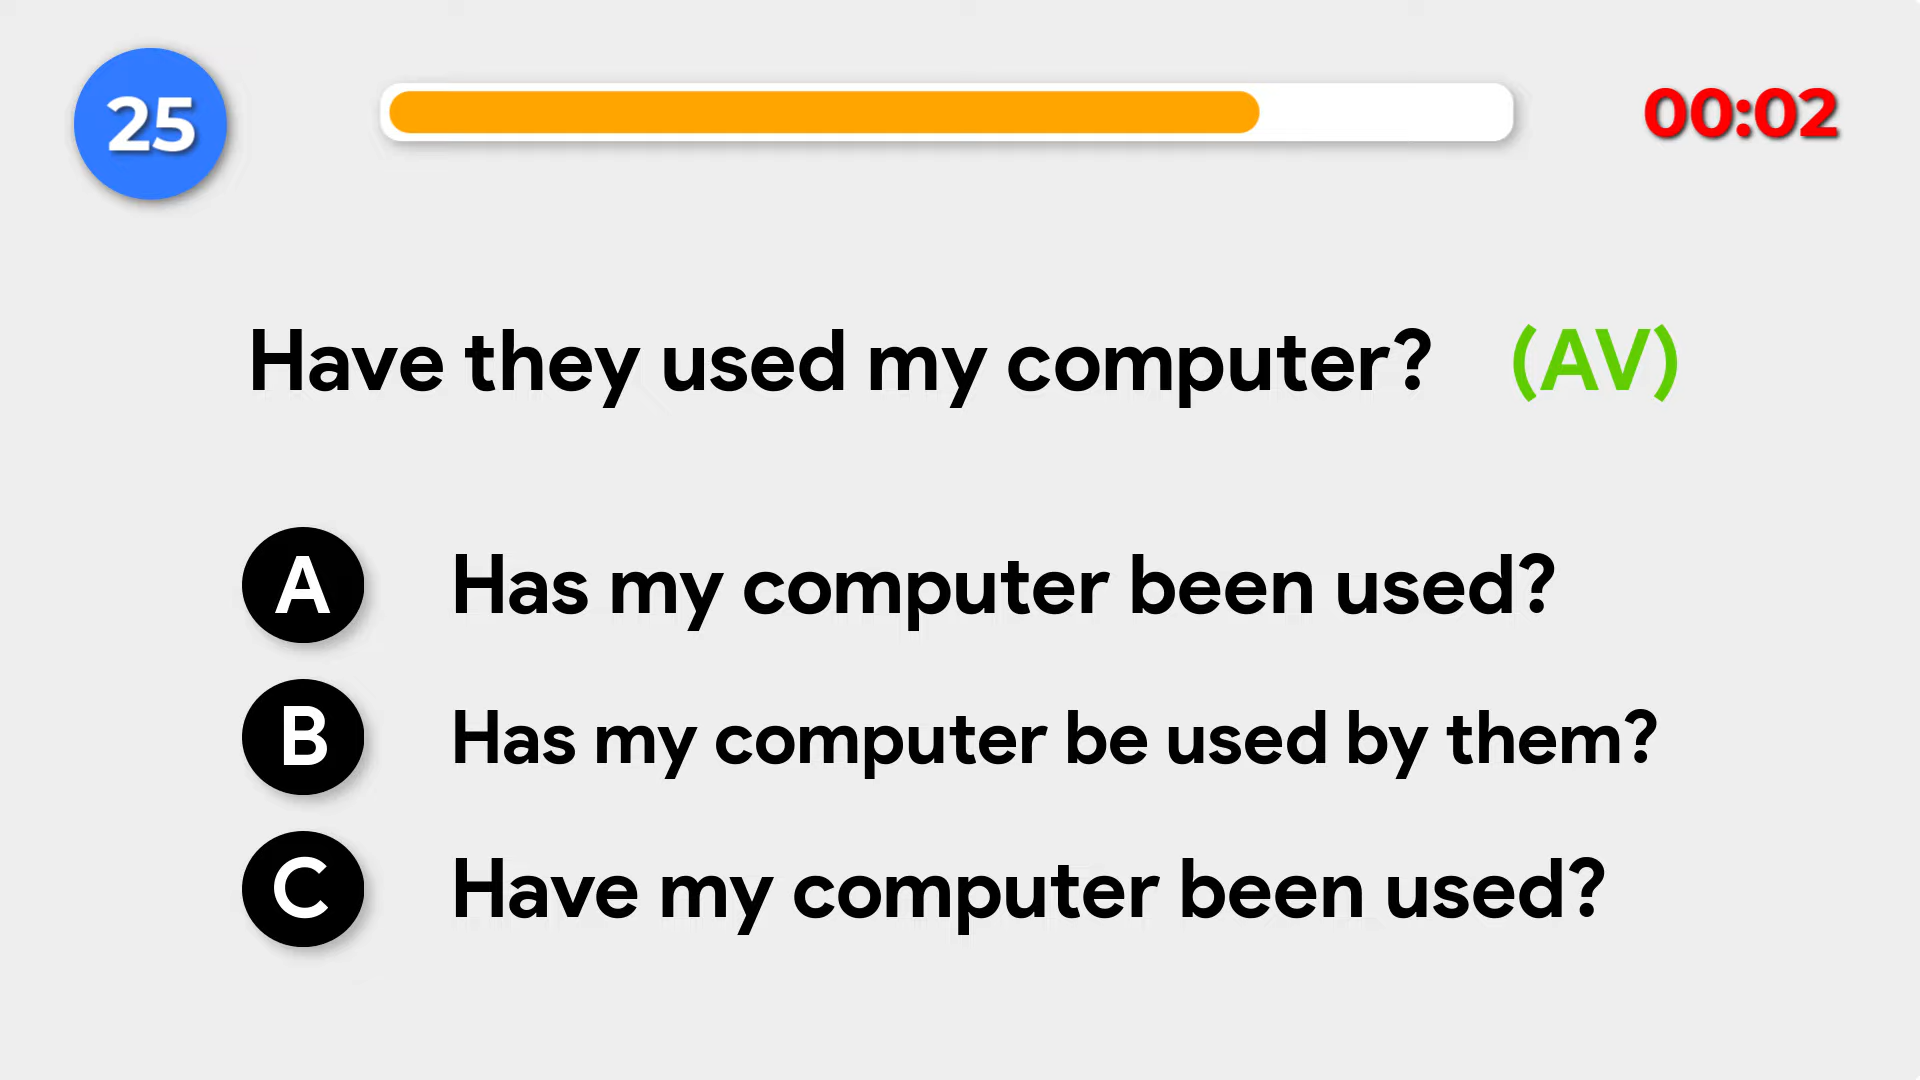 25
00:02
Have they used my computer? (AV)
A Has my computer been used?
B Has my computer be used by them?
C Have my computer been used?